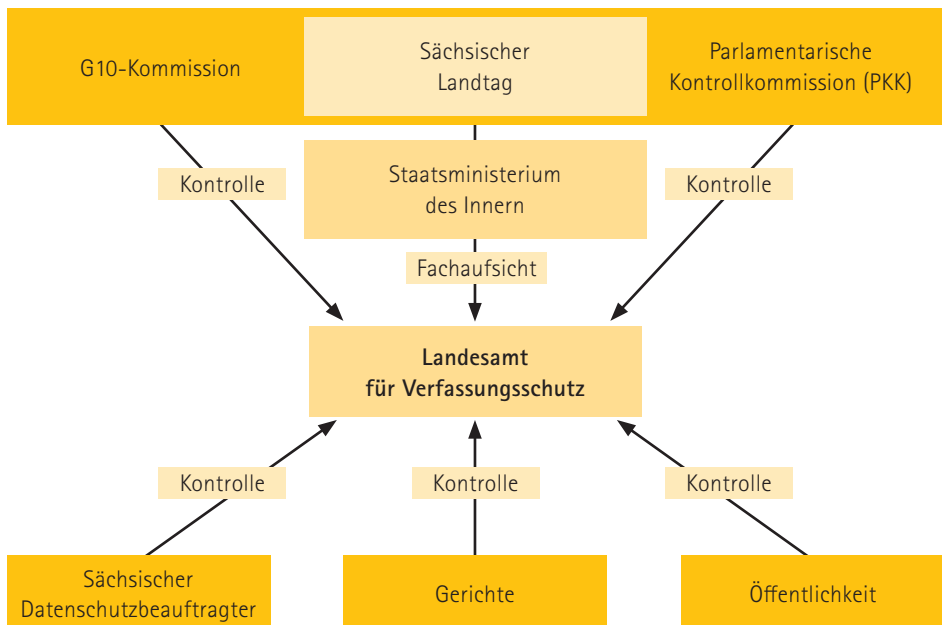 G10-Kommission
Sächsischer
Landtag
Parlamentarische
Kontrollkommission (PKK)
Kontrolle
Staatsministerium
des Innern
Kontrolle
Fachaufsicht
Landesamt
für Verfassungsschutz
Kontrolle
Kontrolle
Kontrolle
Sächsischer
Datenschutzbeauftragter
Gerichte
Öffentlichkeit